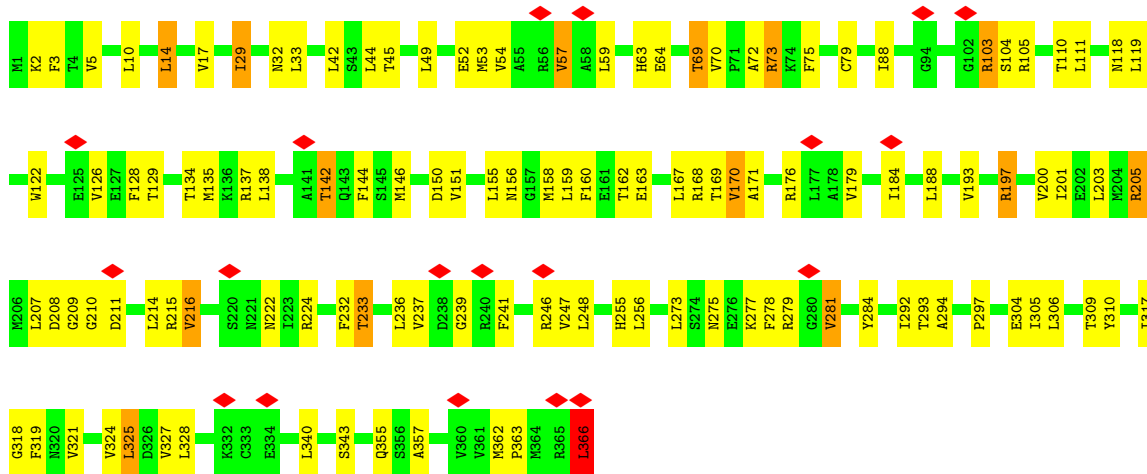 M1 K2 F3 T4 V5 L10 L14 V17 I29 N32 L33 L42 S43 L44 T45 L49 E52 M53 V54 A55 R56 V57 A58 L59 H63 E64 T69 V70 P71 A72 R73 K74 F75 C79 I88 G94 G102 R103 S104 R105 T110 L111 N118 L119
W122 E125 V126 E127 F128 T129 T134 M135 K136 R137 L138 A141 T142 Q143 F144 S145 M146 D150 V151 L155 N156 G157 M158 L159 F160 E161 T162 E163 L167 R168 T169 V170 A171 R176 L177 A178 V179 I184 L188 V193 R197 V200 I201 E202 L203 M204 R205
M206 L207 D208 G209 G210 D211 L214 R215 V216 S220 N221 N222 I223 R224 F232 T233 L236 V237 D238 G239 R240 F241 R246 V247 L248 H255 L256 L273 S274 N275 E276 K277 F278 R279 G280 V281 Y284 I292 T293 A294 P297 E304 I305 L306 T309 Y310 I317
G318 F319 N320 V321 V324 L325 D326 V327 L328 K332 C333 E334 L340 S343 Q355 S356 A357 V360 V361 M362 P363 M364 R365 L366